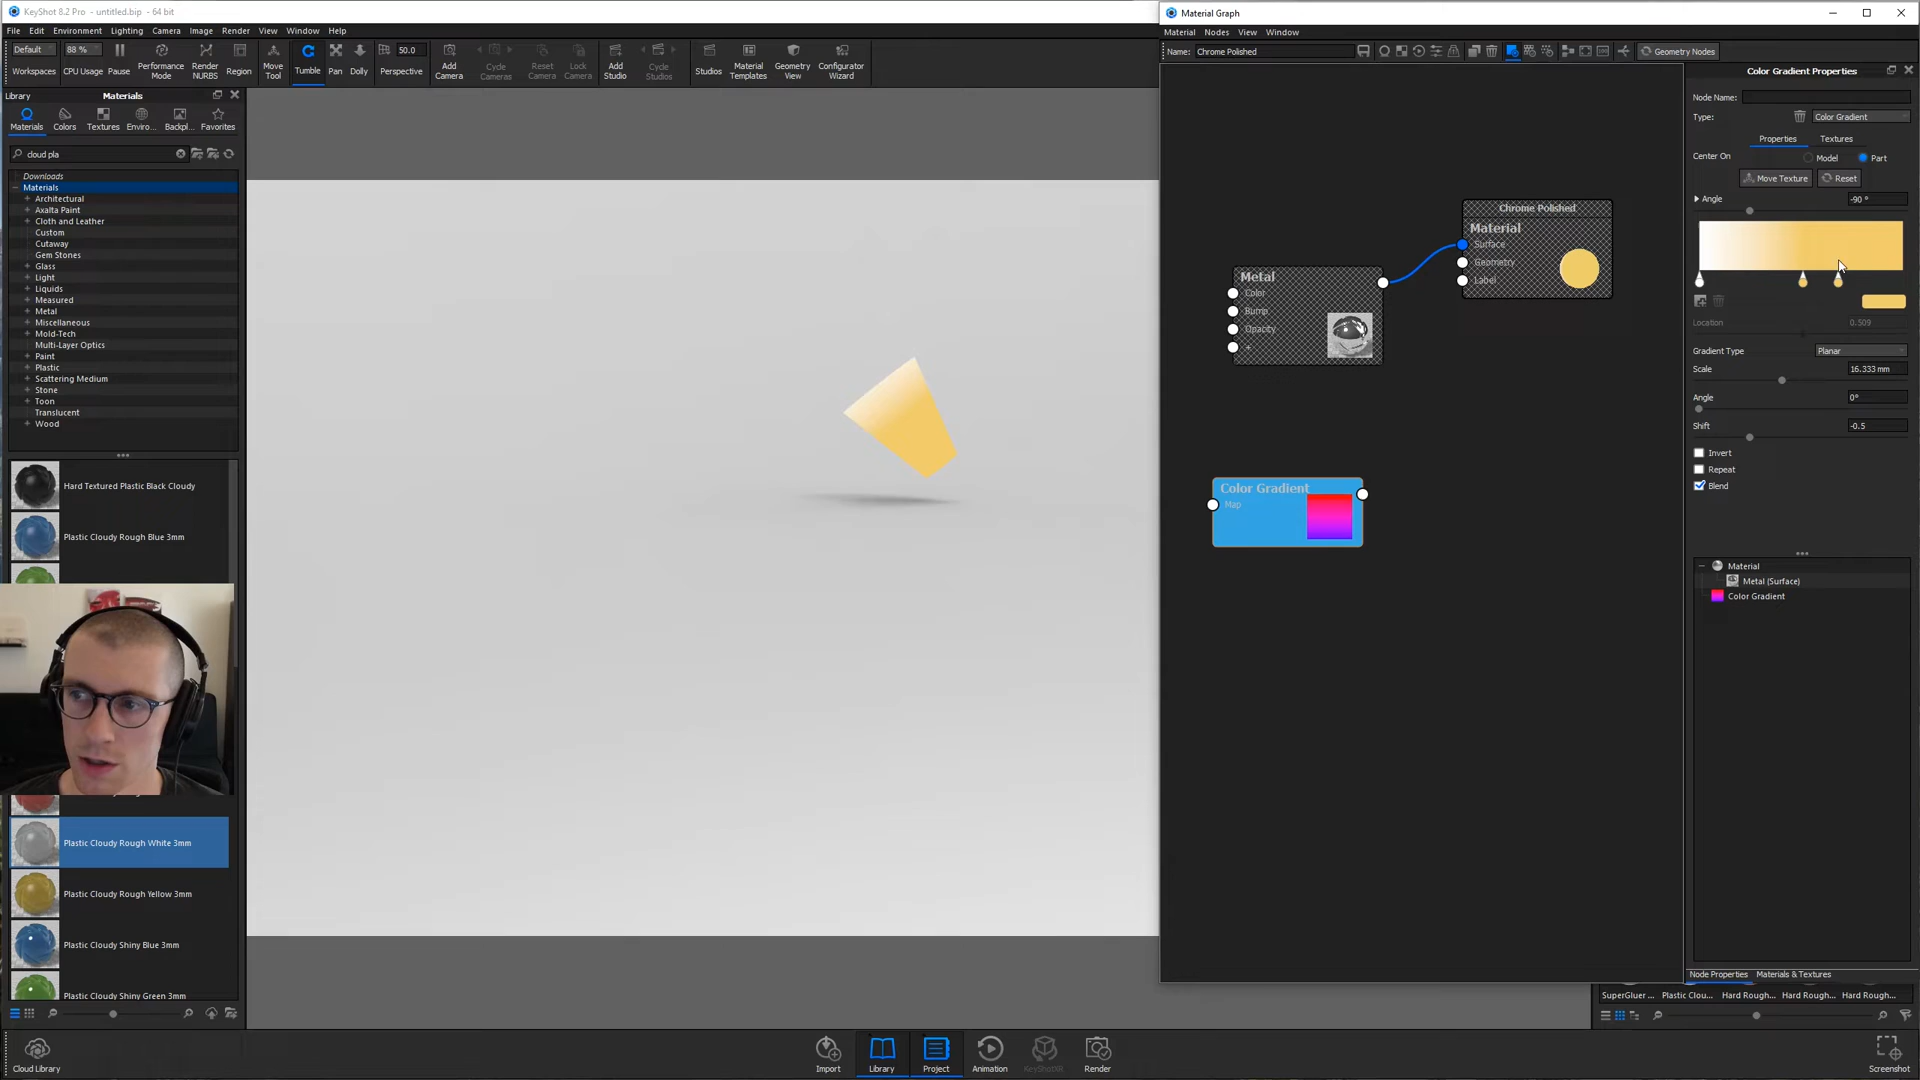 KeyShot 8.2 Pro - untitled.bip - 64 bit
File Edit Environment Lighting Camera Image Render View Window Help
Default
Workspaces
88 %
CPU Usage
Pause
Performance Mode
Render NURBS
Region
Move Tool
Tumble
Pan
Dolly
50.0
Perspective
Add Camera
Cycle Cameras
Reset Camera
Lock Camera
Add Studio
Cycle Studios
Studios
Material Templates
Geometry View
Configurator Wizard
Library
Materials
Materials Colors Textures Enviro... Backpl... Favorites
cloud pla
Downloads
Materials
Architectural
Axalta Paint
Cloth and Leather
Custom
Cutaway
Gem Stones
Glass
Light
Liquids
Measured
Metal
Miscellaneous
Mold-Tech
Multi-Layer Optics
Paint
Plastic
Scattering Medium
Stone
Toon
Translucent
Wood
Hard Textured Plastic Black Cloudy
Plastic Cloudy Rough Blue 3mm
Plastic Cloudy Rough White 3mm
Plastic Cloudy Rough Yellow 3mm
Plastic Cloudy Shiny Blue 3mm
Plastic Cloudy Shiny Green 3mm
Cloud Library
Import
Library
Project
Animation
KeyShotXR
Render
Screenshot
Material Graph
Material Nodes View Window
Name: Chrome Polished
Geometry Nodes
Chrome Polished
Material
Surface
Geometry
Label
Metal
Color
Bump
Opacity
+
Color Gradient
Map
Color Gradient Properties
Node Name:
Type: Color Gradient
Properties Textures
Center On Model Part
Move Texture Reset
Angle -90 °
Location 0.509
Gradient Type Planar
Scale 16.333 mm
Angle 0°
Shift -0.5
Invert
Repeat
Blend
Material
Metal (Surface)
Color Gradient
Node Properties Materials & Textures
SuperGluer ... Plastic Clou... Hard Rough... Hard Rough... Hard Rough...